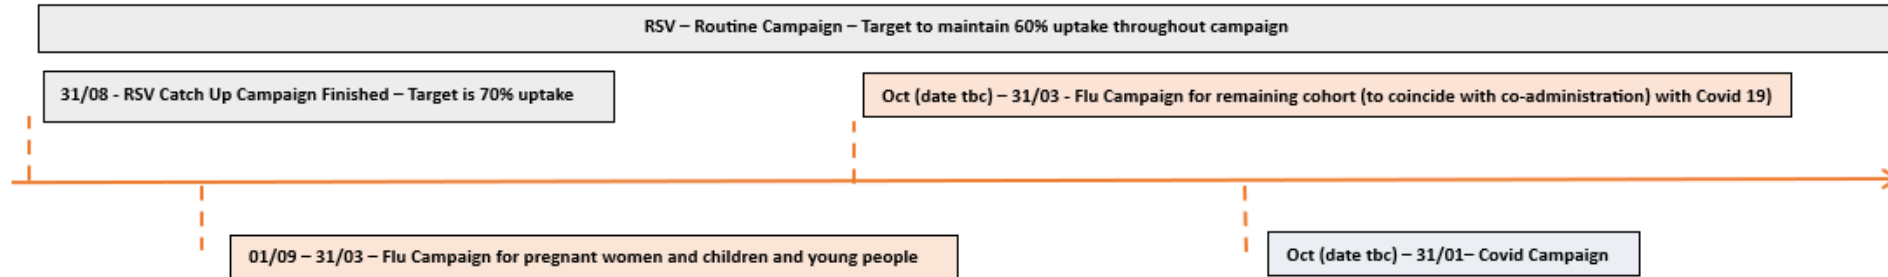 RSV – Routine Campaign – Target to maintain 60% uptake throughout campaign
31/08 - RSV Catch Up Campaign Finished – Target is 70% uptake
Oct (date tbc) – 31/03 - Flu Campaign for remaining cohort (to coincide with co-administration) with Covid 19)
01/09 – 31/03 – Flu Campaign for pregnant women and children and young people
Oct (date tbc) – 31/01– Covid Campaign